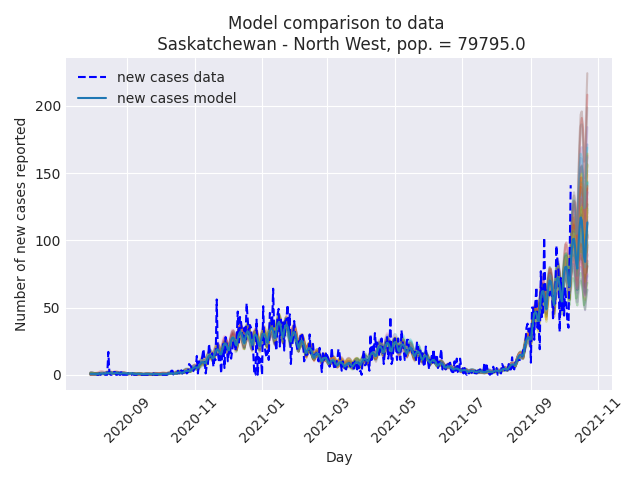 Model comparison to data
Saskatchewan - North West, pop. = 79795.0
new cases data
new cases model
Number of new cases reported
200
150
100
50
0
2020-09
2020-11
2021-01
2021-03
2021-05
2021-07
2021-09
2021-11
Day